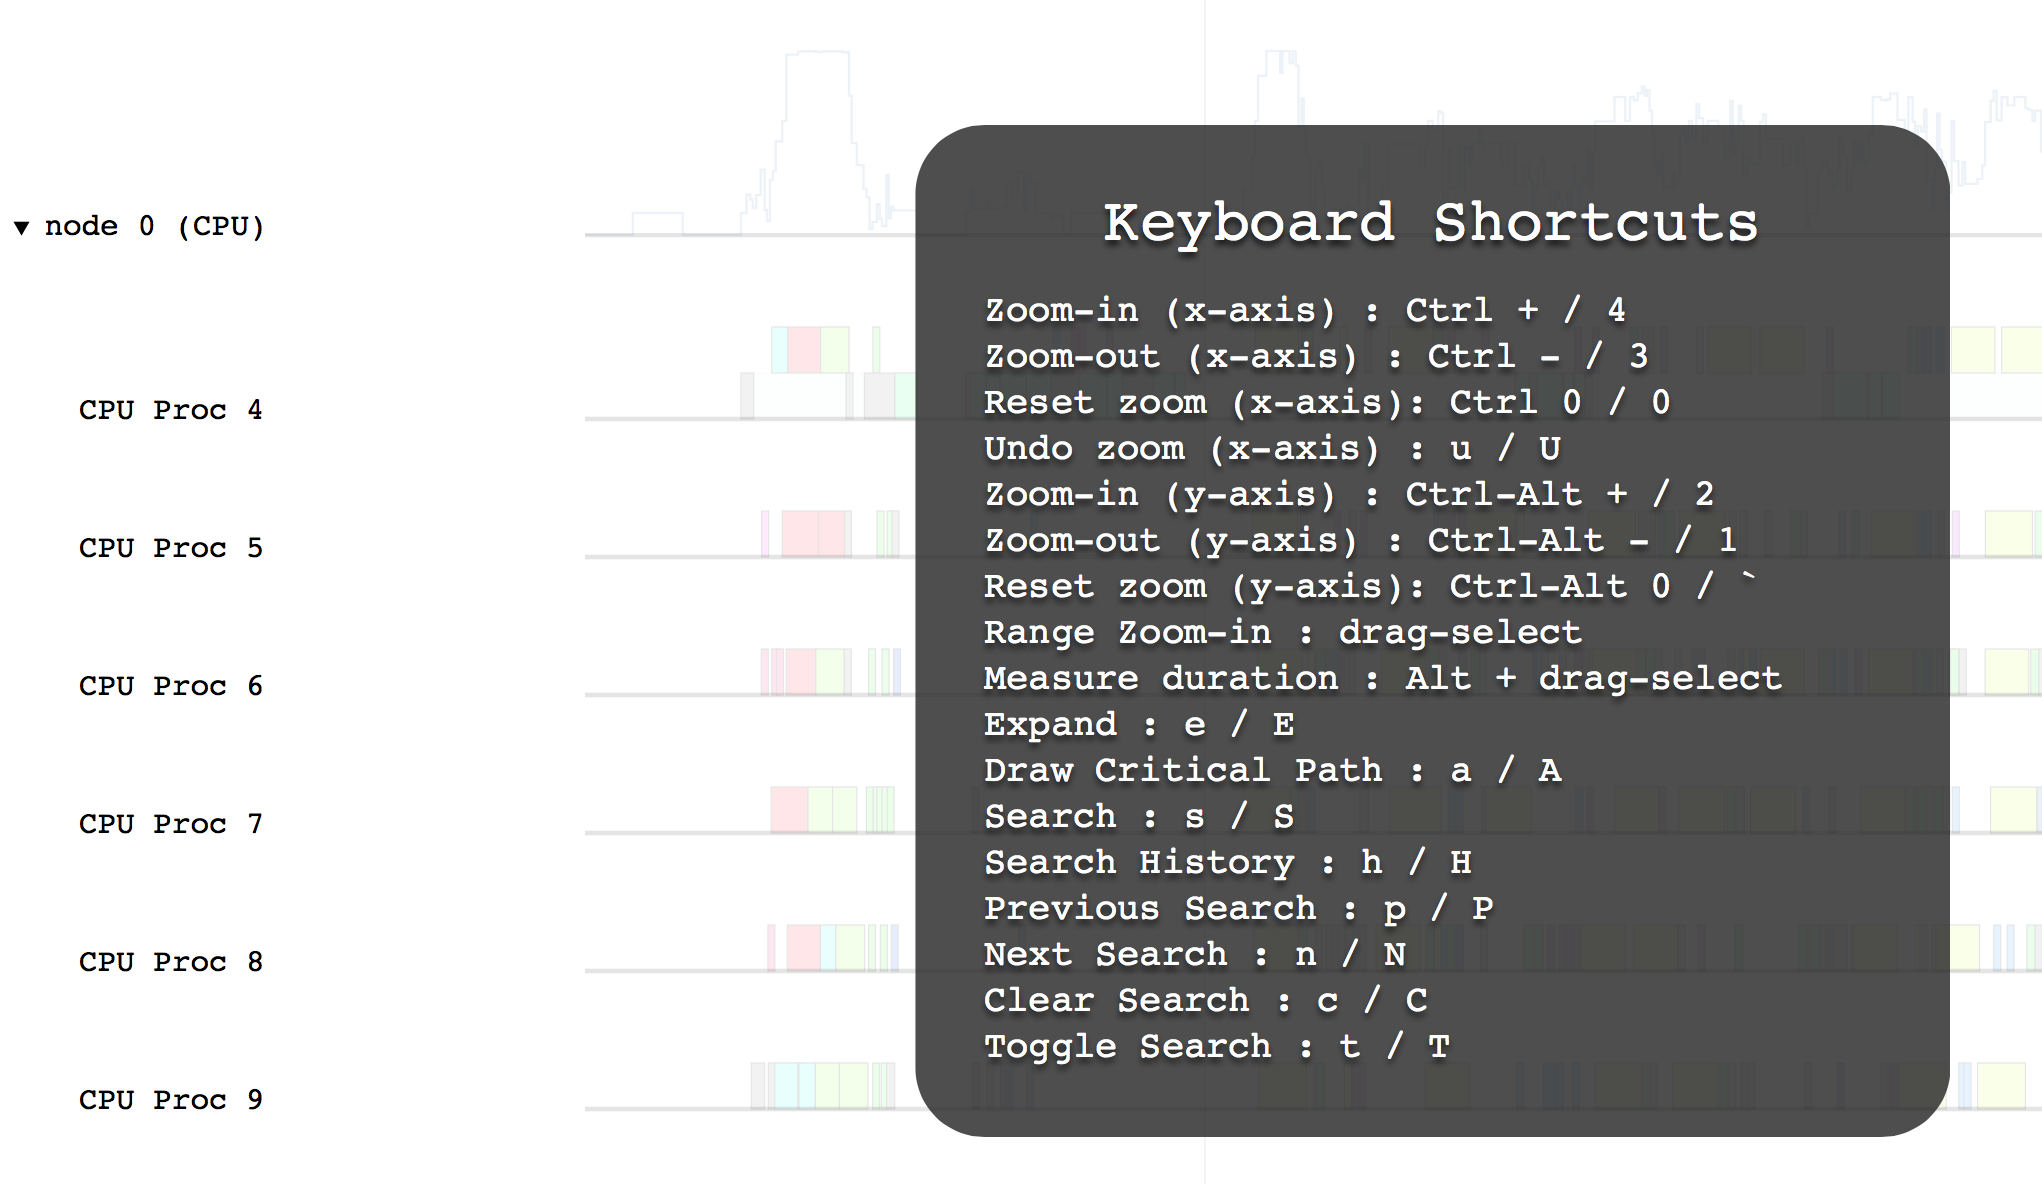 ▼ node 0 (CPU)
CPU Proc 4
CPU Proc 5
CPU Proc 6
CPU Proc 7
CPU Proc 8
CPU Proc 9
Keyboard Shortcuts
Zoom-in (x-axis) : Ctrl + / 4
Zoom-out (x-axis) : Ctrl - / 3
Reset zoom (x-axis): Ctrl 0 / 0
Undo zoom (x-axis) : u / U
Zoom-in (y-axis) : Ctrl-Alt + / 2
Zoom-out (y-axis) : Ctrl-Alt - / 1
Reset zoom (y-axis): Ctrl-Alt 0 / `
Range Zoom-in : drag-select
Measure duration : Alt + drag-select
Expand : e / E
Draw Critical Path : a / A
Search : s / S
Search History : h / H
Previous Search : p / P
Next Search : n / N
Clear Search : c / C
Toggle Search : t / T